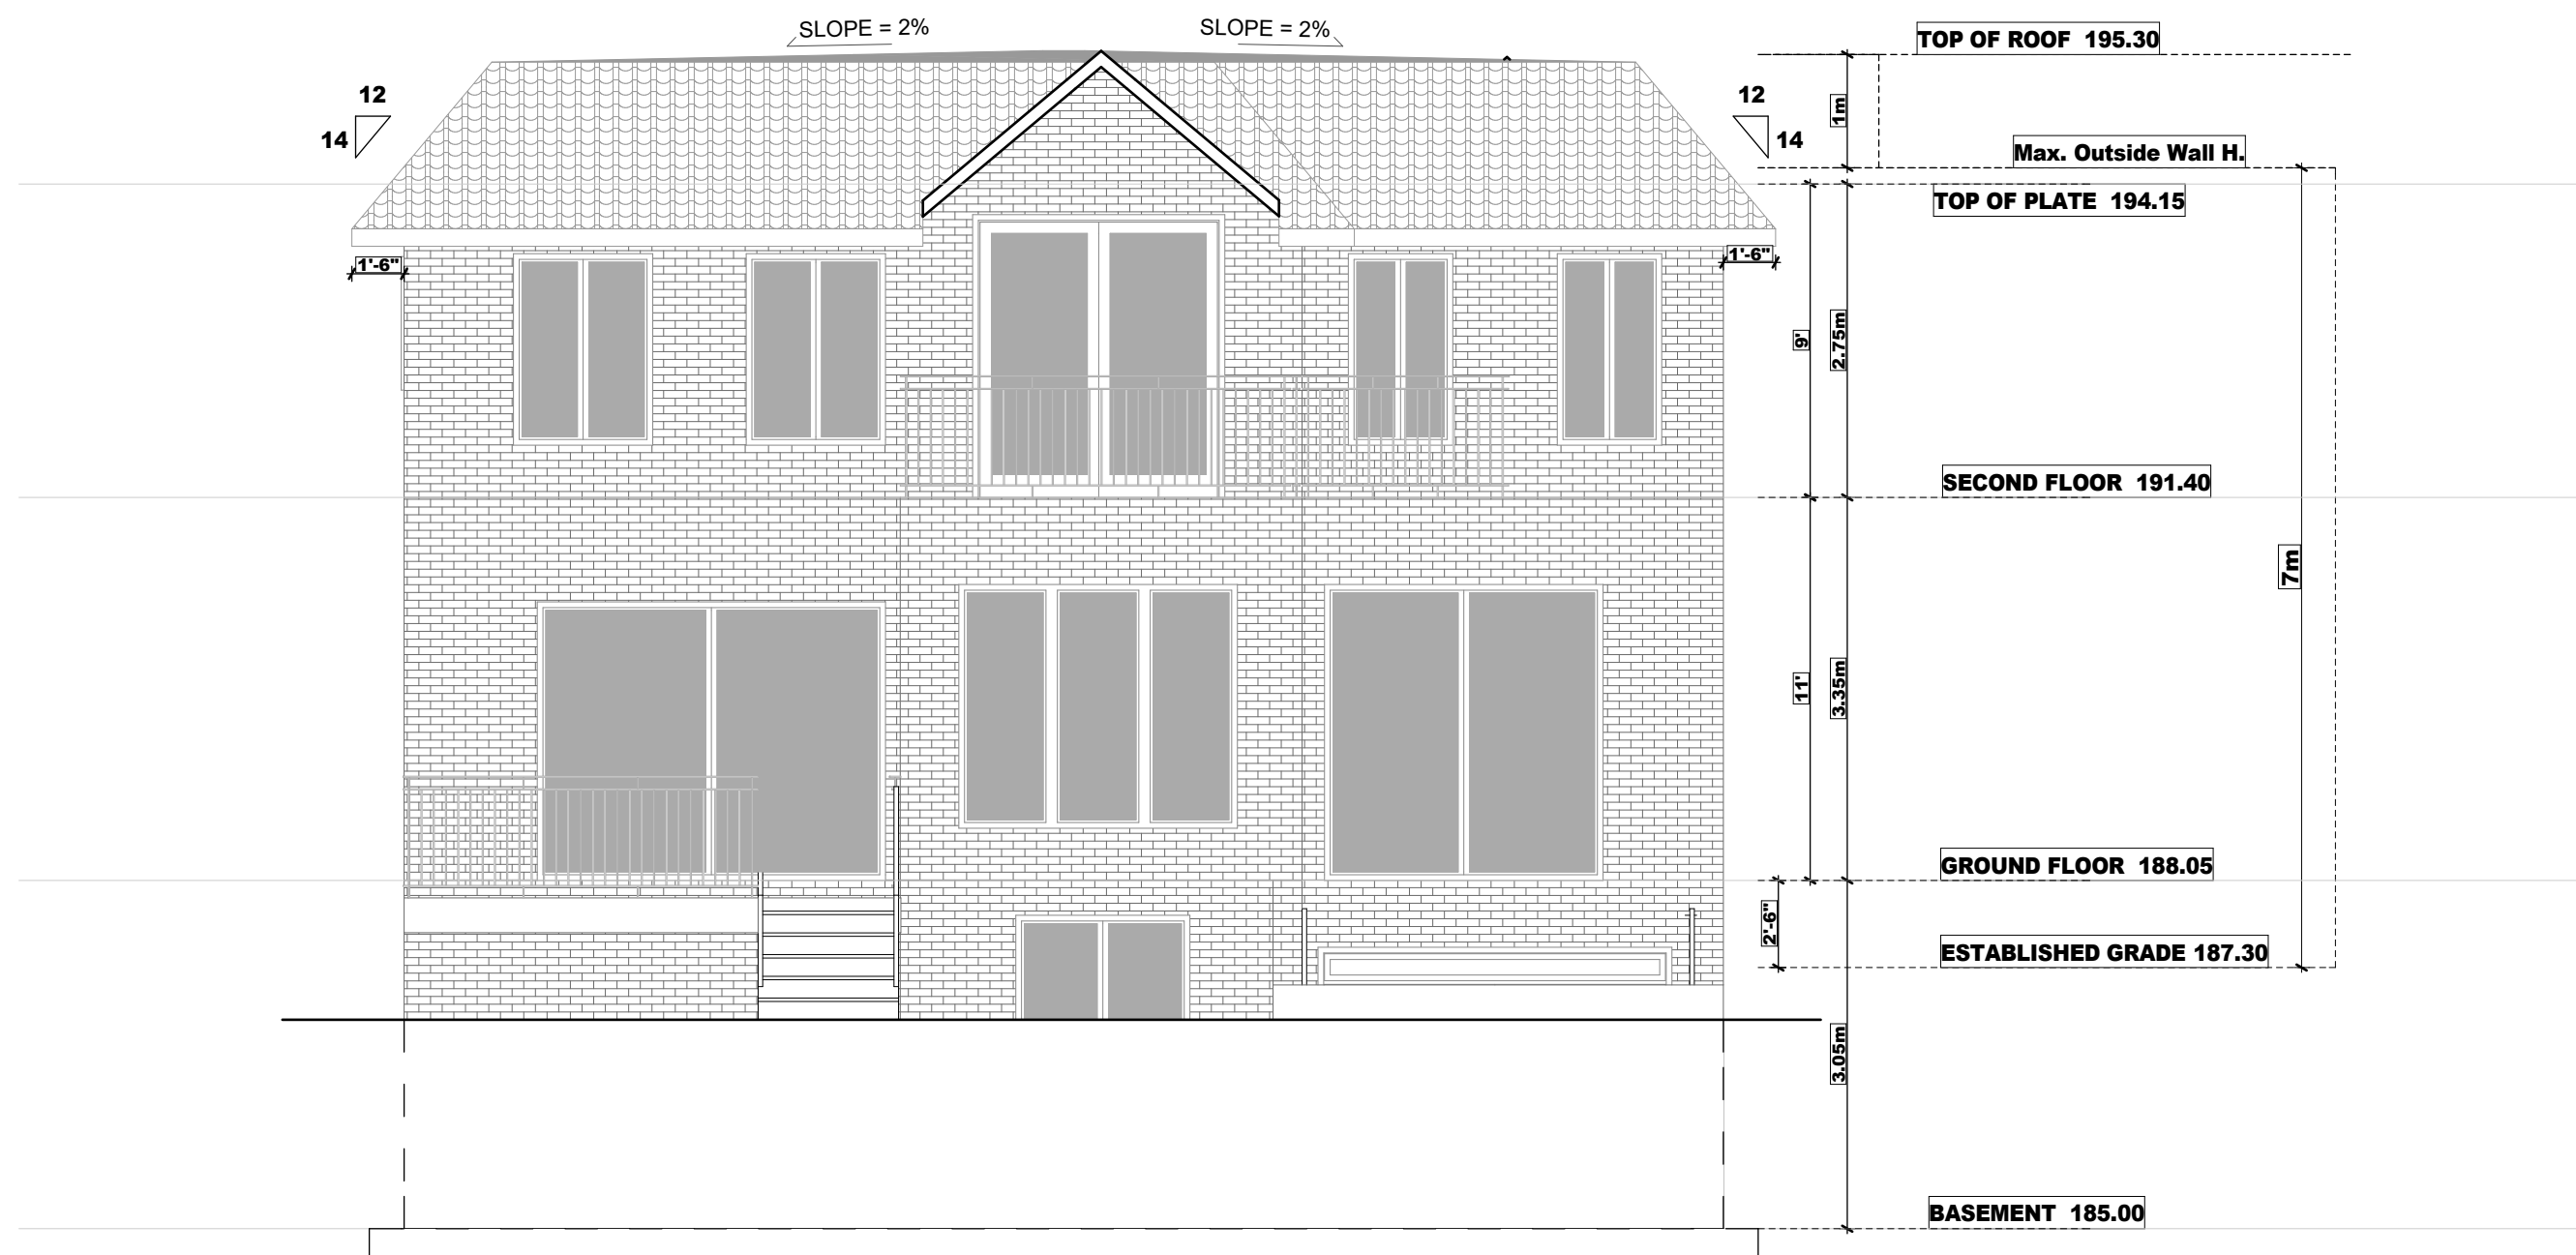 SLOPE = 2%
SLOPE = 2%
TOP OF ROOF 195.30
12
14
12
14
1m
Max. Outside Wall H.
TOP OF PLATE 194.15
1'-6"
1'-6"
9'
2.75m
SECOND FLOOR 191.40
7m
11'
3.35m
GROUND FLOOR 188.05
2'-6"
ESTABLISHED GRADE 187.30
3.05m
BASEMENT 185.00